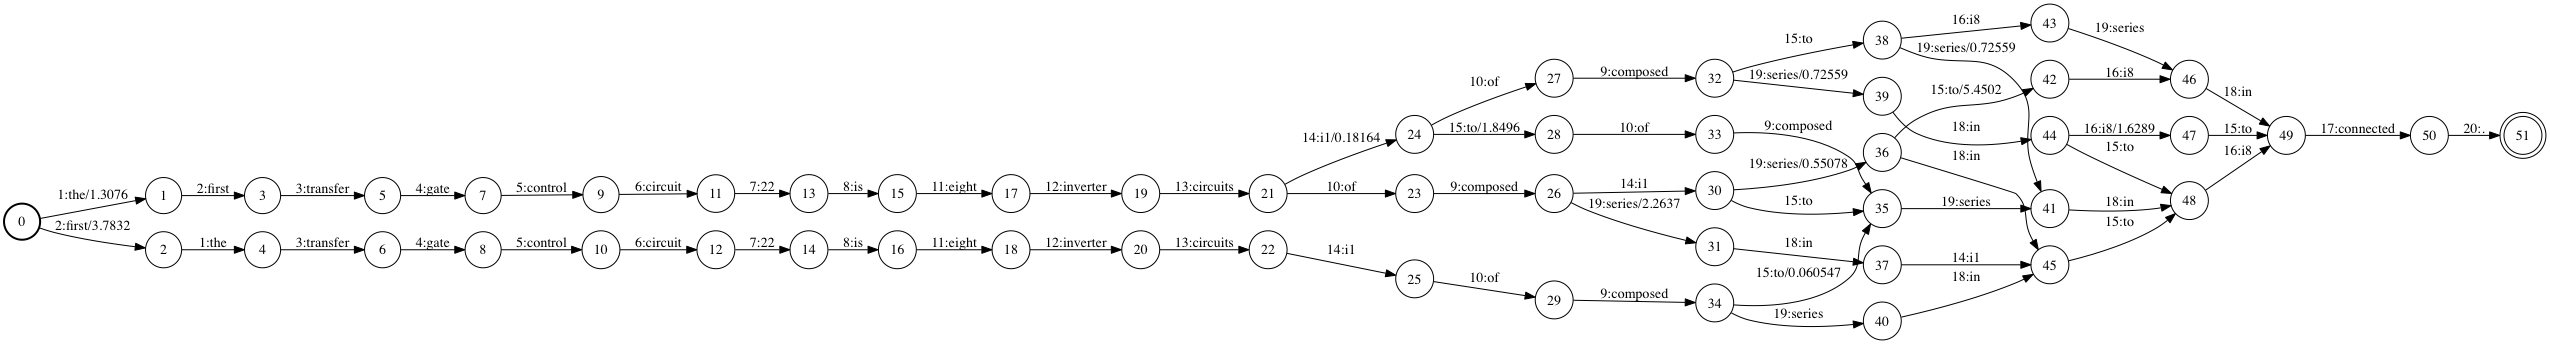 0
1:the/1.3076
2:first/3.7832
1
2:first
3
3:transfer
5
4:gate
7
5:control
9
6:circuit
11
7:22
13
8:is
15
11:eight
17
12:inverter
19
13:circuits
21
2
1:the
4
3:transfer
6
4:gate
8
5:control
10
6:circuit
12
7:22
14
8:is
16
11:eight
18
12:inverter
20
13:circuits
22
14:i1/0.18164
10:of
14:i1
24
23
25
10:of
15:to/1.8496
9:composed
10:of
27
28
26
29
9:composed
10:of
14:i1
19:series/2.2637
9:composed
32
33
30
31
34
15:to
19:series/0.72559
9:composed
19:series/0.55078
15:to
18:in
15:to/0.060547
19:series
38
39
36
35
37
40
16:i8
19:series/0.72559
15:to/5.4502
18:in
18:in
19:series
14:i1
18:in
43
42
44
41
45
19:series
16:i8
16:i8/1.6289
15:to
18:in
15:to
46
47
48
18:in
15:to
16:i8
49
17:connected
50
20:.
51